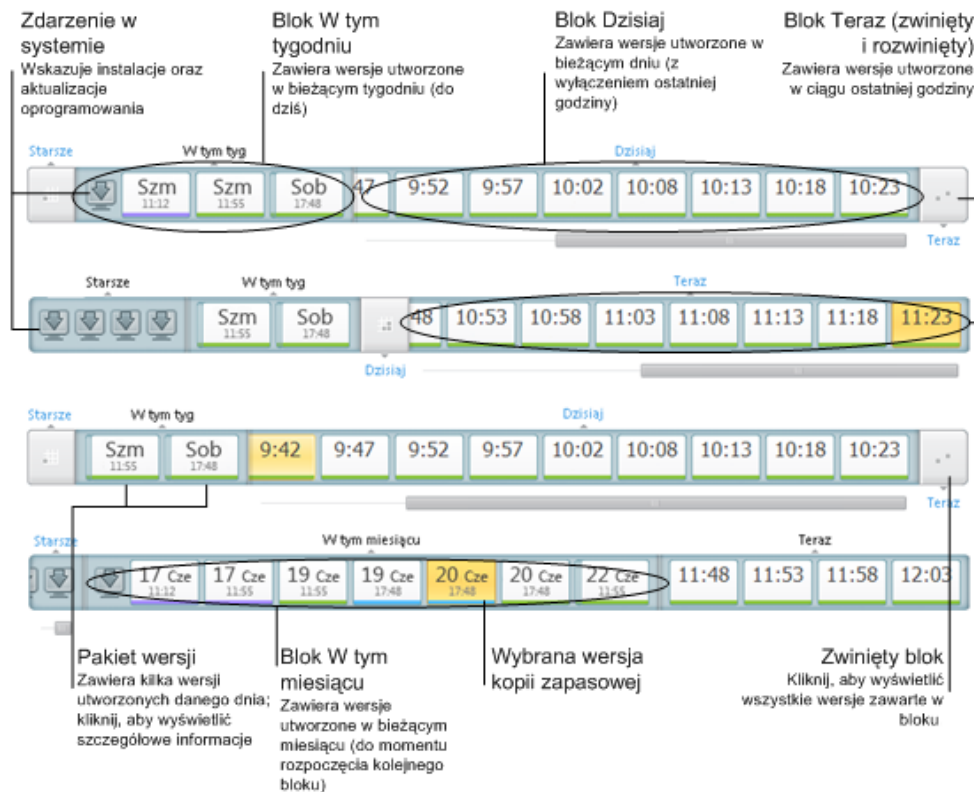 Zdarzenie w
systemie
Wskazuje instalacje oraz
aktualizacje
oprogramowania
Blok W tym
tygodniu
Zawiera wersje utworzone
w bieżącym tygodniu (do
dziś)
Blok Dzisiaj
Zawiera wersje utworzone w
bieżącym dniu (z
wyłączeniem ostatniej
godziny)
Blok Teraz (zwinięty
i rozwinięty)
Zawiera wersje utworzone
w ciągu ostatniej godziny
Starsze W tym tyg Dzisiaj
Szm Szm Sob 47 9:52 9:57 10:02 10:08 10:13 10:18 10:23
11:12 11:55 17:48
Teraz
Starsze W tym tyg Teraz
Szm Sob 48 10:53 10:58 11:03 11:08 11:13 11:18 11:23
11:55 17:48
Dzisiaj
Starsze W tym tyg Dzisiaj
Szm Sob 9:42 9:47 9:52 9:57 10:02 10:08 10:13 10:18 10:23
11:55 17:48
Teraz
Starsze W tym miesiącu Teraz
17 Cze 17 Cze 19 Cze 19 Cze 20 Cze 20 Cze 22 Cze 11:48 11:53 11:58 12:03
11:12 11:55 11:55 17:48 17:48 17:48 11:55
Pakiet wersji
Zawiera kilka wersji
utworzonych danego dnia;
kliknij, aby wyświetlić
szczegółowe informacje
Blok W tym
miesiącu
Zawiera wersje
utworzone w bieżącym
miesiącu (do momentu
rozpoczęcia kolejnego
bloku)
Wybrana wersja
kopii zapasowej
Zwinięty blok
Kliknij, aby wyświetlić
wszystkie wersje zawarte w
bloku